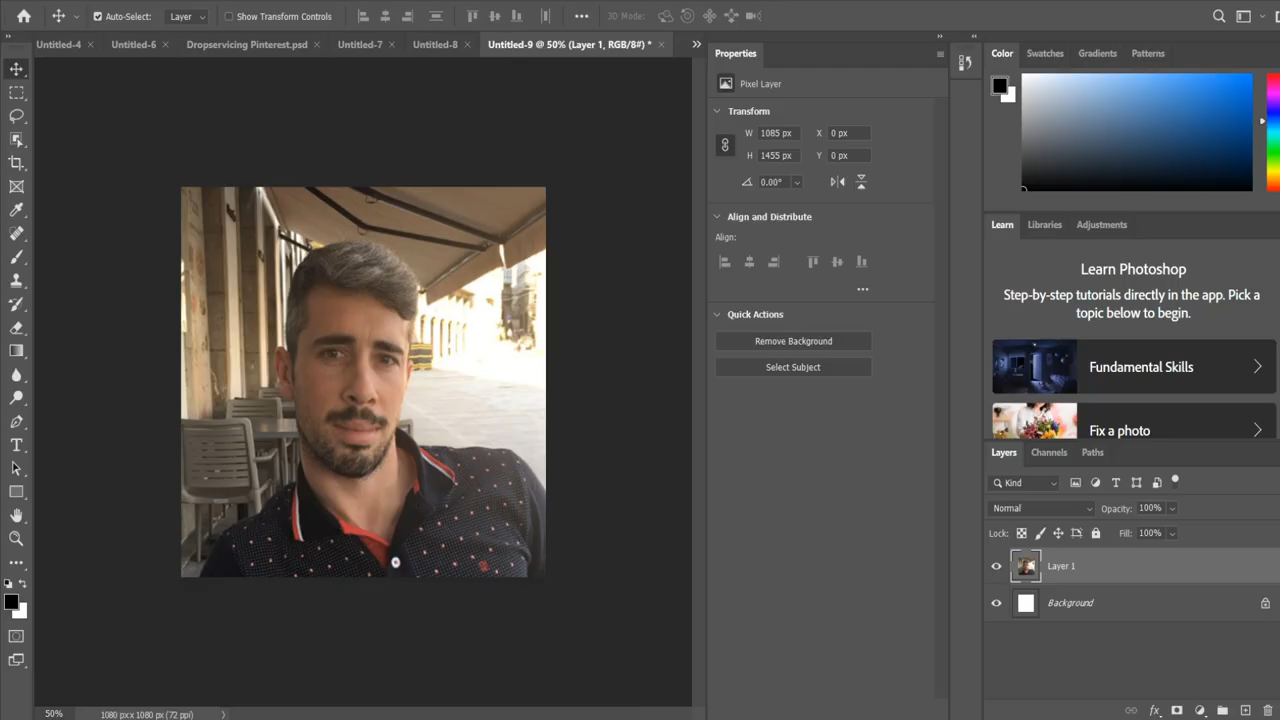 Auto-Select: Layer Show Transform Controls 3D Mode:
Untitled-4 × Untitled-6 × Dropservicing Pinterest.psd × Untitled-7 × Untitled-8 × Untitled-9 @ 50% (Layer 1, RGB/8#) * ×
Properties
Pixel Layer
Transform
W 1085 px X 0 px
H 1455 px Y 0 px
0.00°
Align and Distribute
Align:
Quick Actions
Remove Background
Select Subject
Color Swatches Gradients Patterns
Learn Libraries Adjustments
Learn Photoshop
Step-by-step tutorials directly in the app. Pick a
topic below to begin.
Fundamental Skills
Fix a photo
Layers Channels Paths
Kind
Normal Opacity: 100%
Lock: Fill: 100%
Layer 1
Background
50% 1080 px x 1080 px (72 ppi)